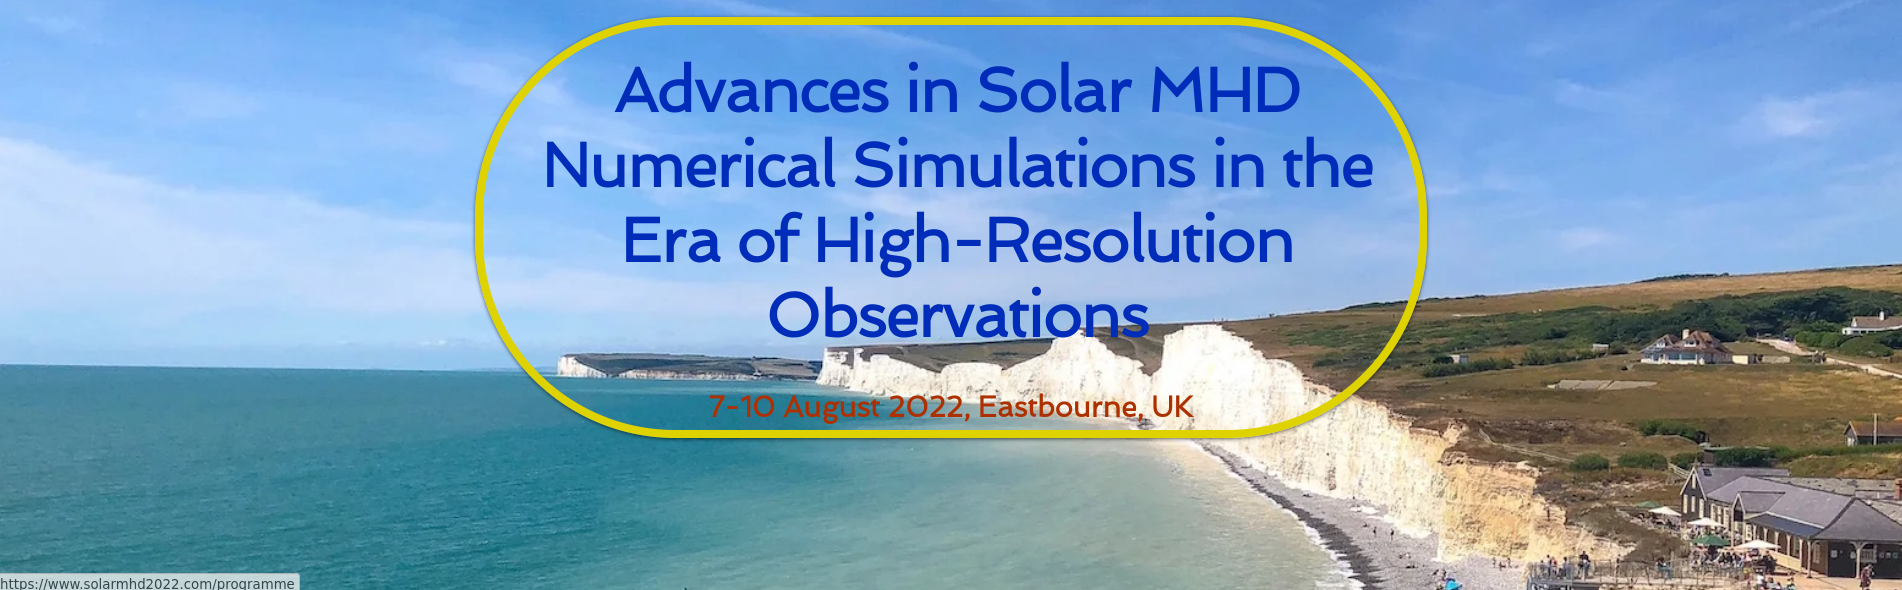 Advances in Solar MHD
Numerical Simulations in the
Era of High-Resolution
Observations
7-10 August 2022, Eastbourne, UK
https://www.solarmhd2022.com/programme